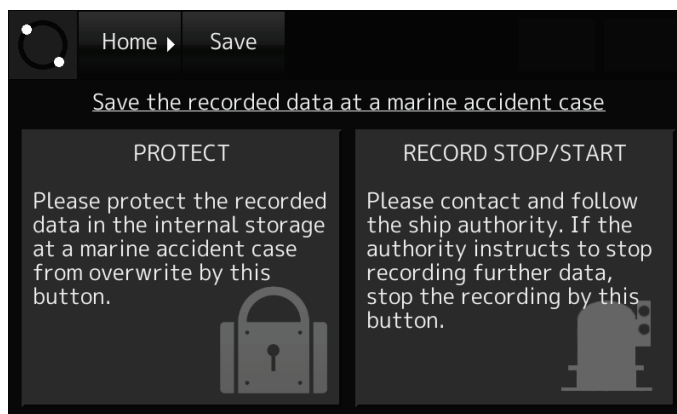 Home Save
Save the recorded data at a marine accident case
PROTECT
Please protect the recorded
data in the internal storage
at a marine accident case
from overwrite by this
button.
RECORD STOP/START
Please contact and follow
the ship authority. If the
authority instructs to stop
recording further data,
stop the recording by this
button.